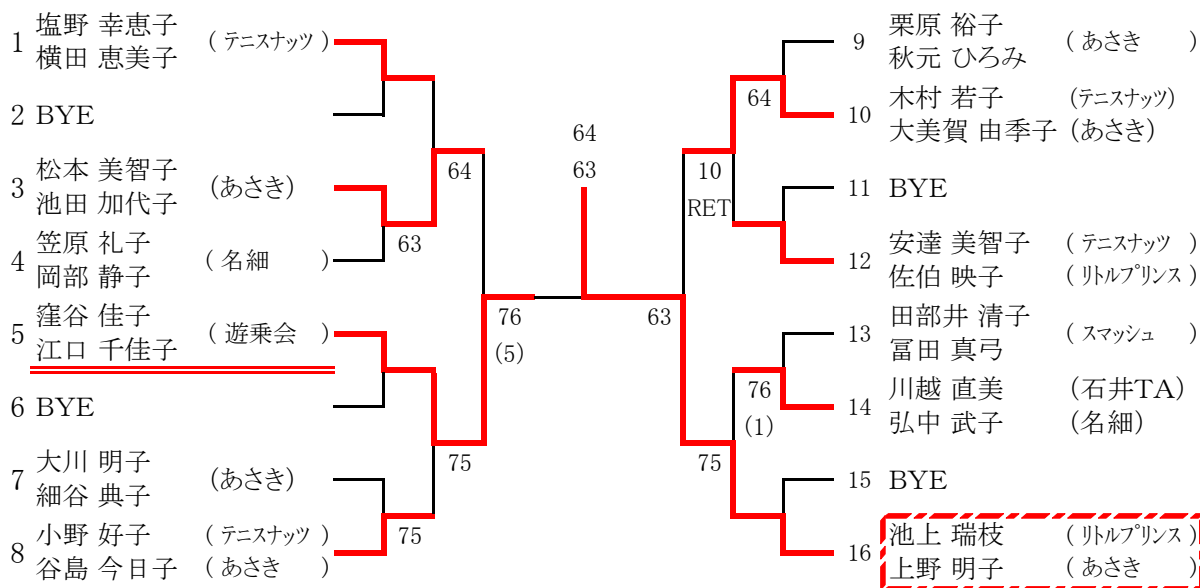 1 塩野 幸恵子 (テニスナッツ)
横田 恵美子
2 BYE
3 松本 美智子 (あさき)
池田 加代子
4 笠原 礼子 (名細)
岡部 静子
5 窪谷 佳子 (遊乗会)
江口 千佳子
6 BYE
7 大川 明子 (あさき)
細谷 典子
8 小野 好子 (テニスナッツ)
谷島 今日子 (あさき)
63
75
64
75
76
(5)
64
63
63
10
RET
75
64
76
(1)
9 栗原 裕子 (あさき)
秋元 ひろみ
10 木村 若子 (テニスナッツ)
大美賀 由季子 (あさき)
11 BYE
12 安達 美智子 (テニスナッツ)
佐伯 映子 (リトルプリンス)
13 田部井 清子 (スマッシュ)
冨田 真弓
14 川越 直美 (石井TA)
弘中 武子 (名細)
15 BYE
16 池上 瑞枝 (リトルプリンス)
上野 明子 (あさき)